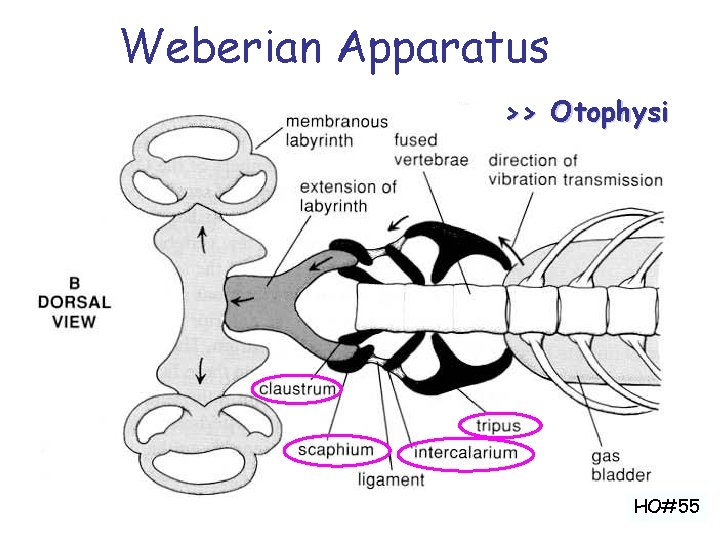 Weberian Apparatus
>> Otophysi
membranous
labyrinth
fused
vertebrae
direction of
vibration transmission
extension of
labyrinth
B
DORSAL
VIEW
claustrum
tripus
scaphium
intercalarium
ligament
gas
bladder
HO#55